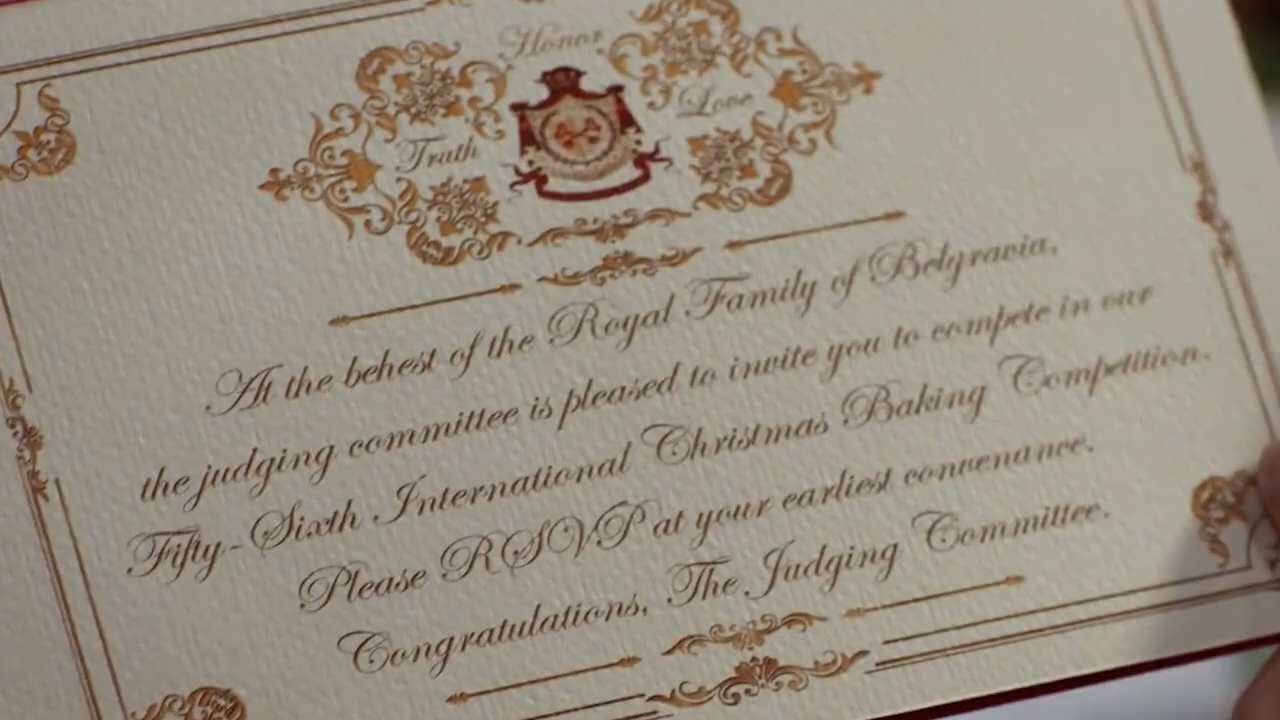 Honor
Love
Truth
At the behest of the Royal Family of Belgravia,
the judging committee is pleased to invite you to compete in our
Fifty-Sixth International Christmas Baking Competition.
Please RSVP at your earliest convenance.
Congratulations, The Judging Committee.